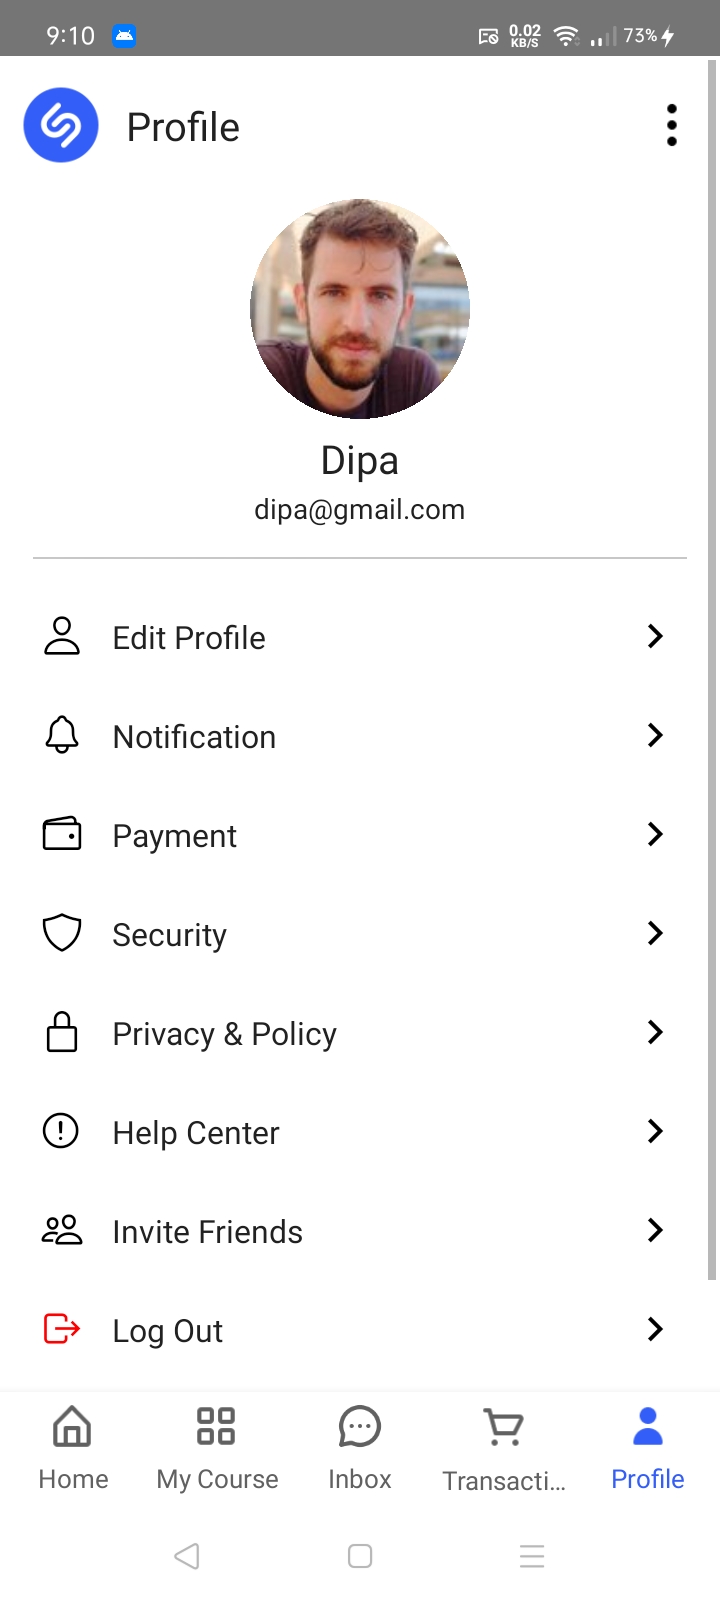 9:10
0.02
KB/S
73%
Profile
Dipa
dipa@gmail.com
Edit Profile
Notification
Payment
Security
Privacy & Policy
Help Center
Invite Friends
Log Out
Home
My Course
Inbox
Transacti...
Profile